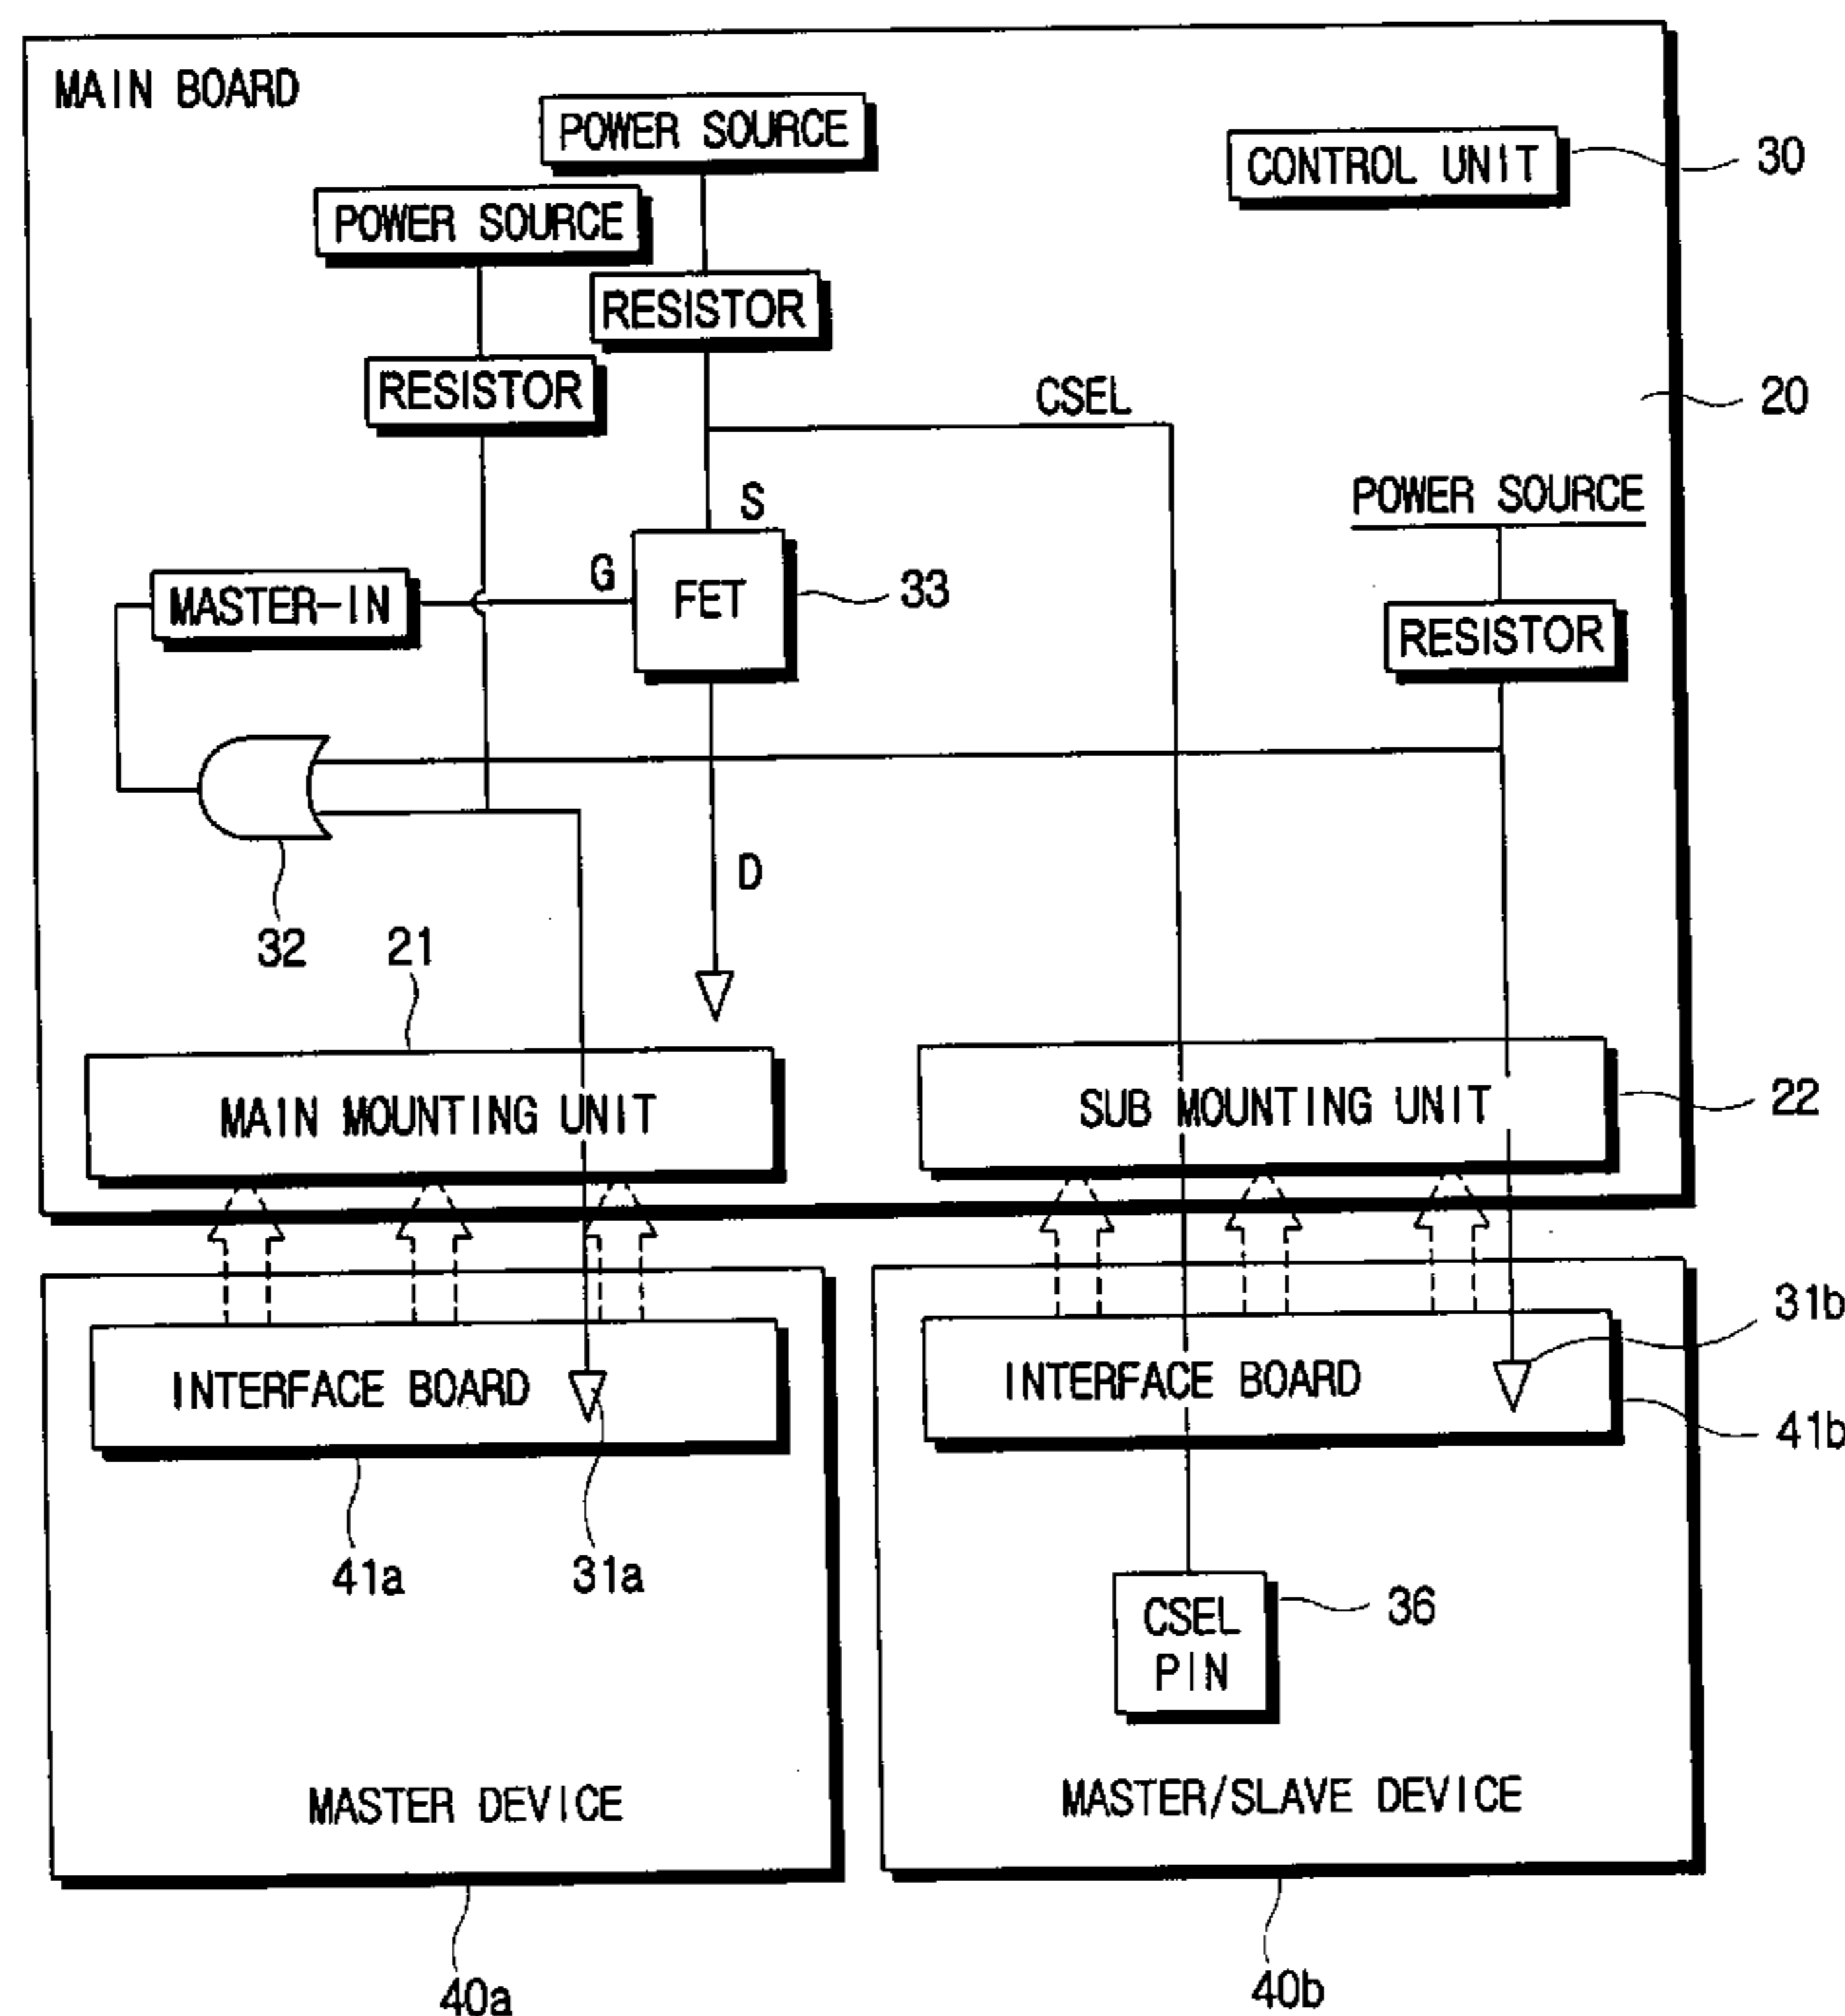 MAIN BOARD
POWER SOURCE
CONTROL UNIT
30
POWER SOURCE
RESISTOR
RESISTOR
CSEL
20
S
POWER SOURCE
G
FET
33
MASTER-IN
RESISTOR
D
32
21
MAIN MOUNTING UNIT
SUB MOUNTING UNIT
22
31b
INTERFACE BOARD
INTERFACE BOARD
41b
41a
31a
CSEL
PIN
36
MASTER DEVICE
MASTER/SLAVE DEVICE
40a
40b